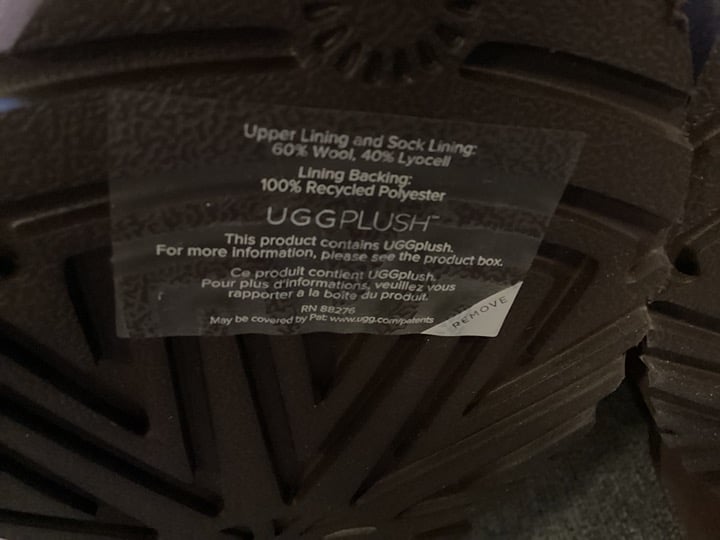 Upper Lining and Sock Lining:
60% Wool, 40% Lyocell
Lining Backing:
100% Recycled Polyester
UGGPLUSH™
This product contains UGGplush.
For more information, please see the product box.
Ce produit contient UGGplush.
Pour plus d'informations, veuillez vous
rapporter a la boîte du produit.
RN 88276
May be covered by Pat: www.ugg.com/patents
REMOVE